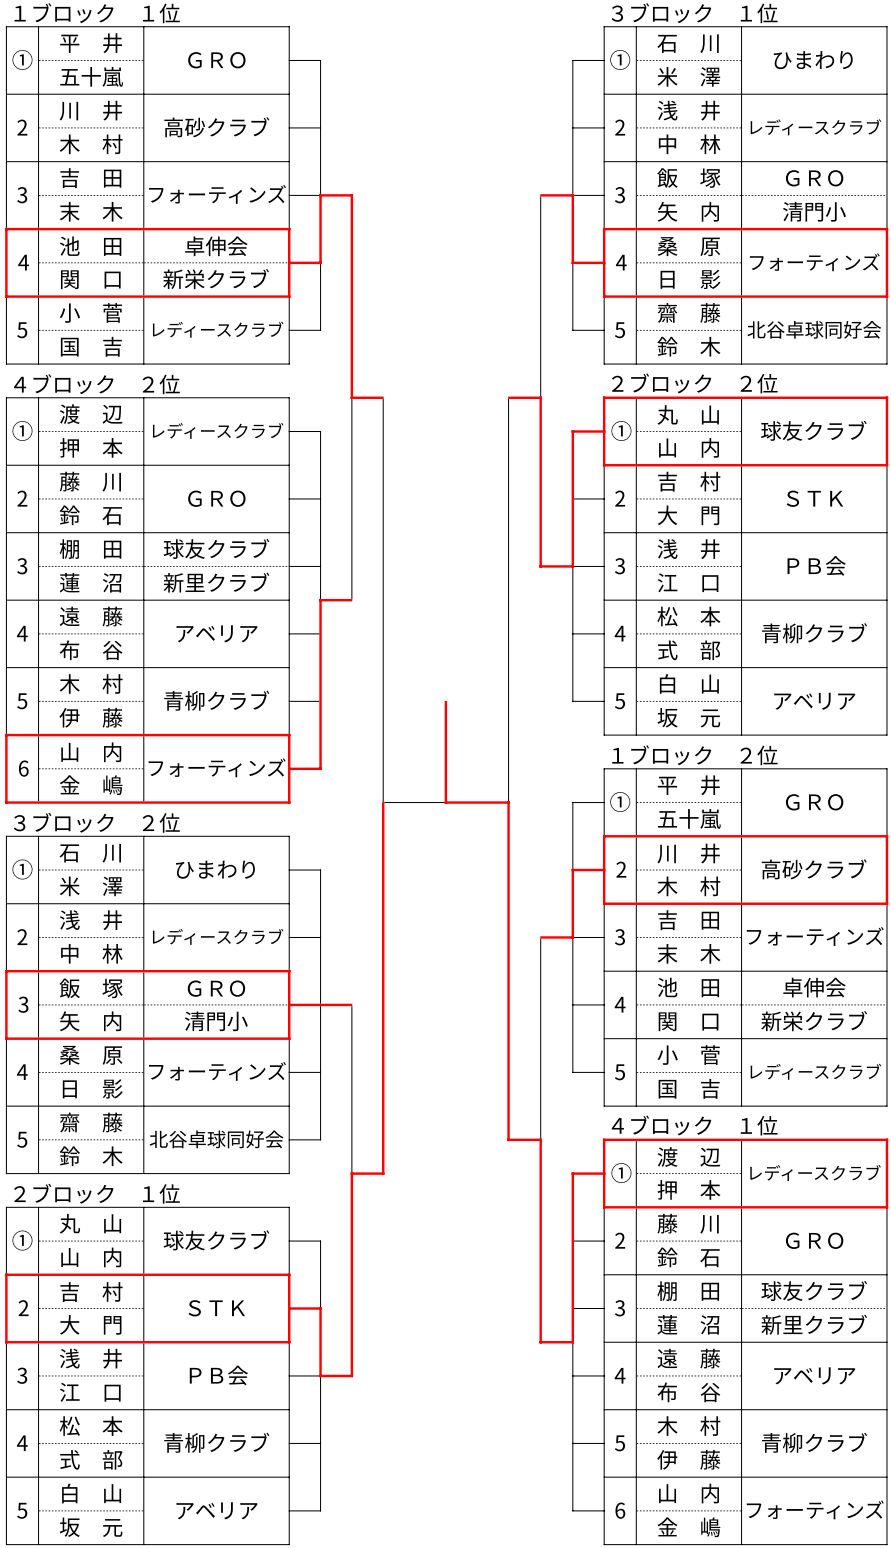 １ブロック　１位
① 平　井 ＧＲＯ
五十嵐
2 川　井 高砂クラブ
木　村
3 吉　田 フォーティンズ
末　木
4 池　田 卓伸会
関　口 新栄クラブ
5 小　菅 レディースクラブ
国　吉
４ブロック　２位
① 渡　辺 レディースクラブ
押　本
2 藤　川 ＧＲＯ
鈴　石
3 棚　田 球友クラブ
蓮　沼 新里クラブ
4 遠　藤 アベリア
布　谷
5 木　村 青柳クラブ
伊　藤
6 山　内 フォーティンズ
金　嶋
３ブロック　２位
① 石　川 ひまわり
米　澤
2 浅　井 レディースクラブ
中　林
3 飯　塚 ＧＲＯ
矢　内 清門小
4 桑　原 フォーティンズ
日　影
5 齋　藤 北谷卓球同好会
鈴　木
２ブロック　１位
① 丸　山 球友クラブ
山　内
2 吉　村 ＳＴＫ
大　門
3 浅　井 ＰＢ会
江　口
4 松　本 青柳クラブ
式　部
5 白　山 アベリア
坂　元
３ブロック　１位
① 石　川 ひまわり
米　澤
2 浅　井 レディースクラブ
中　林
3 飯　塚 ＧＲＯ
矢　内 清門小
4 桑　原 フォーティンズ
日　影
5 齋　藤 北谷卓球同好会
鈴　木
２ブロック　２位
① 丸　山 球友クラブ
山　内
2 吉　村 ＳＴＫ
大　門
3 浅　井 ＰＢ会
江　口
4 松　本 青柳クラブ
式　部
5 白　山 アベリア
坂　元
１ブロック　２位
① 平　井 ＧＲＯ
五十嵐
2 川　井 高砂クラブ
木　村
3 吉　田 フォーティンズ
末　木
4 池　田 卓伸会
関　口 新栄クラブ
5 小　菅 レディースクラブ
国　吉
４ブロック　１位
① 渡　辺 レディースクラブ
押　本
2 藤　川 ＧＲＯ
鈴　石
3 棚　田 球友クラブ
蓮　沼 新里クラブ
4 遠　藤 アベリア
布　谷
5 木　村 青柳クラブ
伊　藤
6 山　内 フォーティンズ
金　嶋